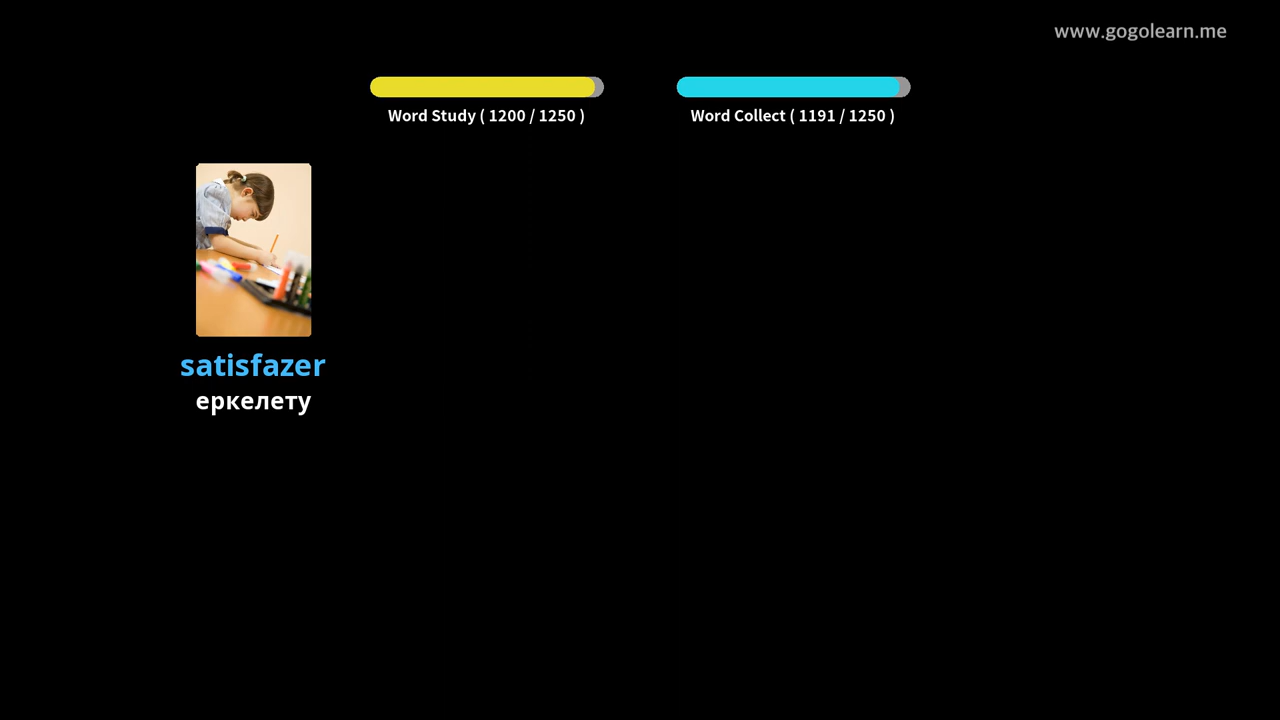 www.gogolearn.me
Word Study ( 1200 / 1250 )
Word Collect ( 1191 / 1250 )
satisfazer
еркелету